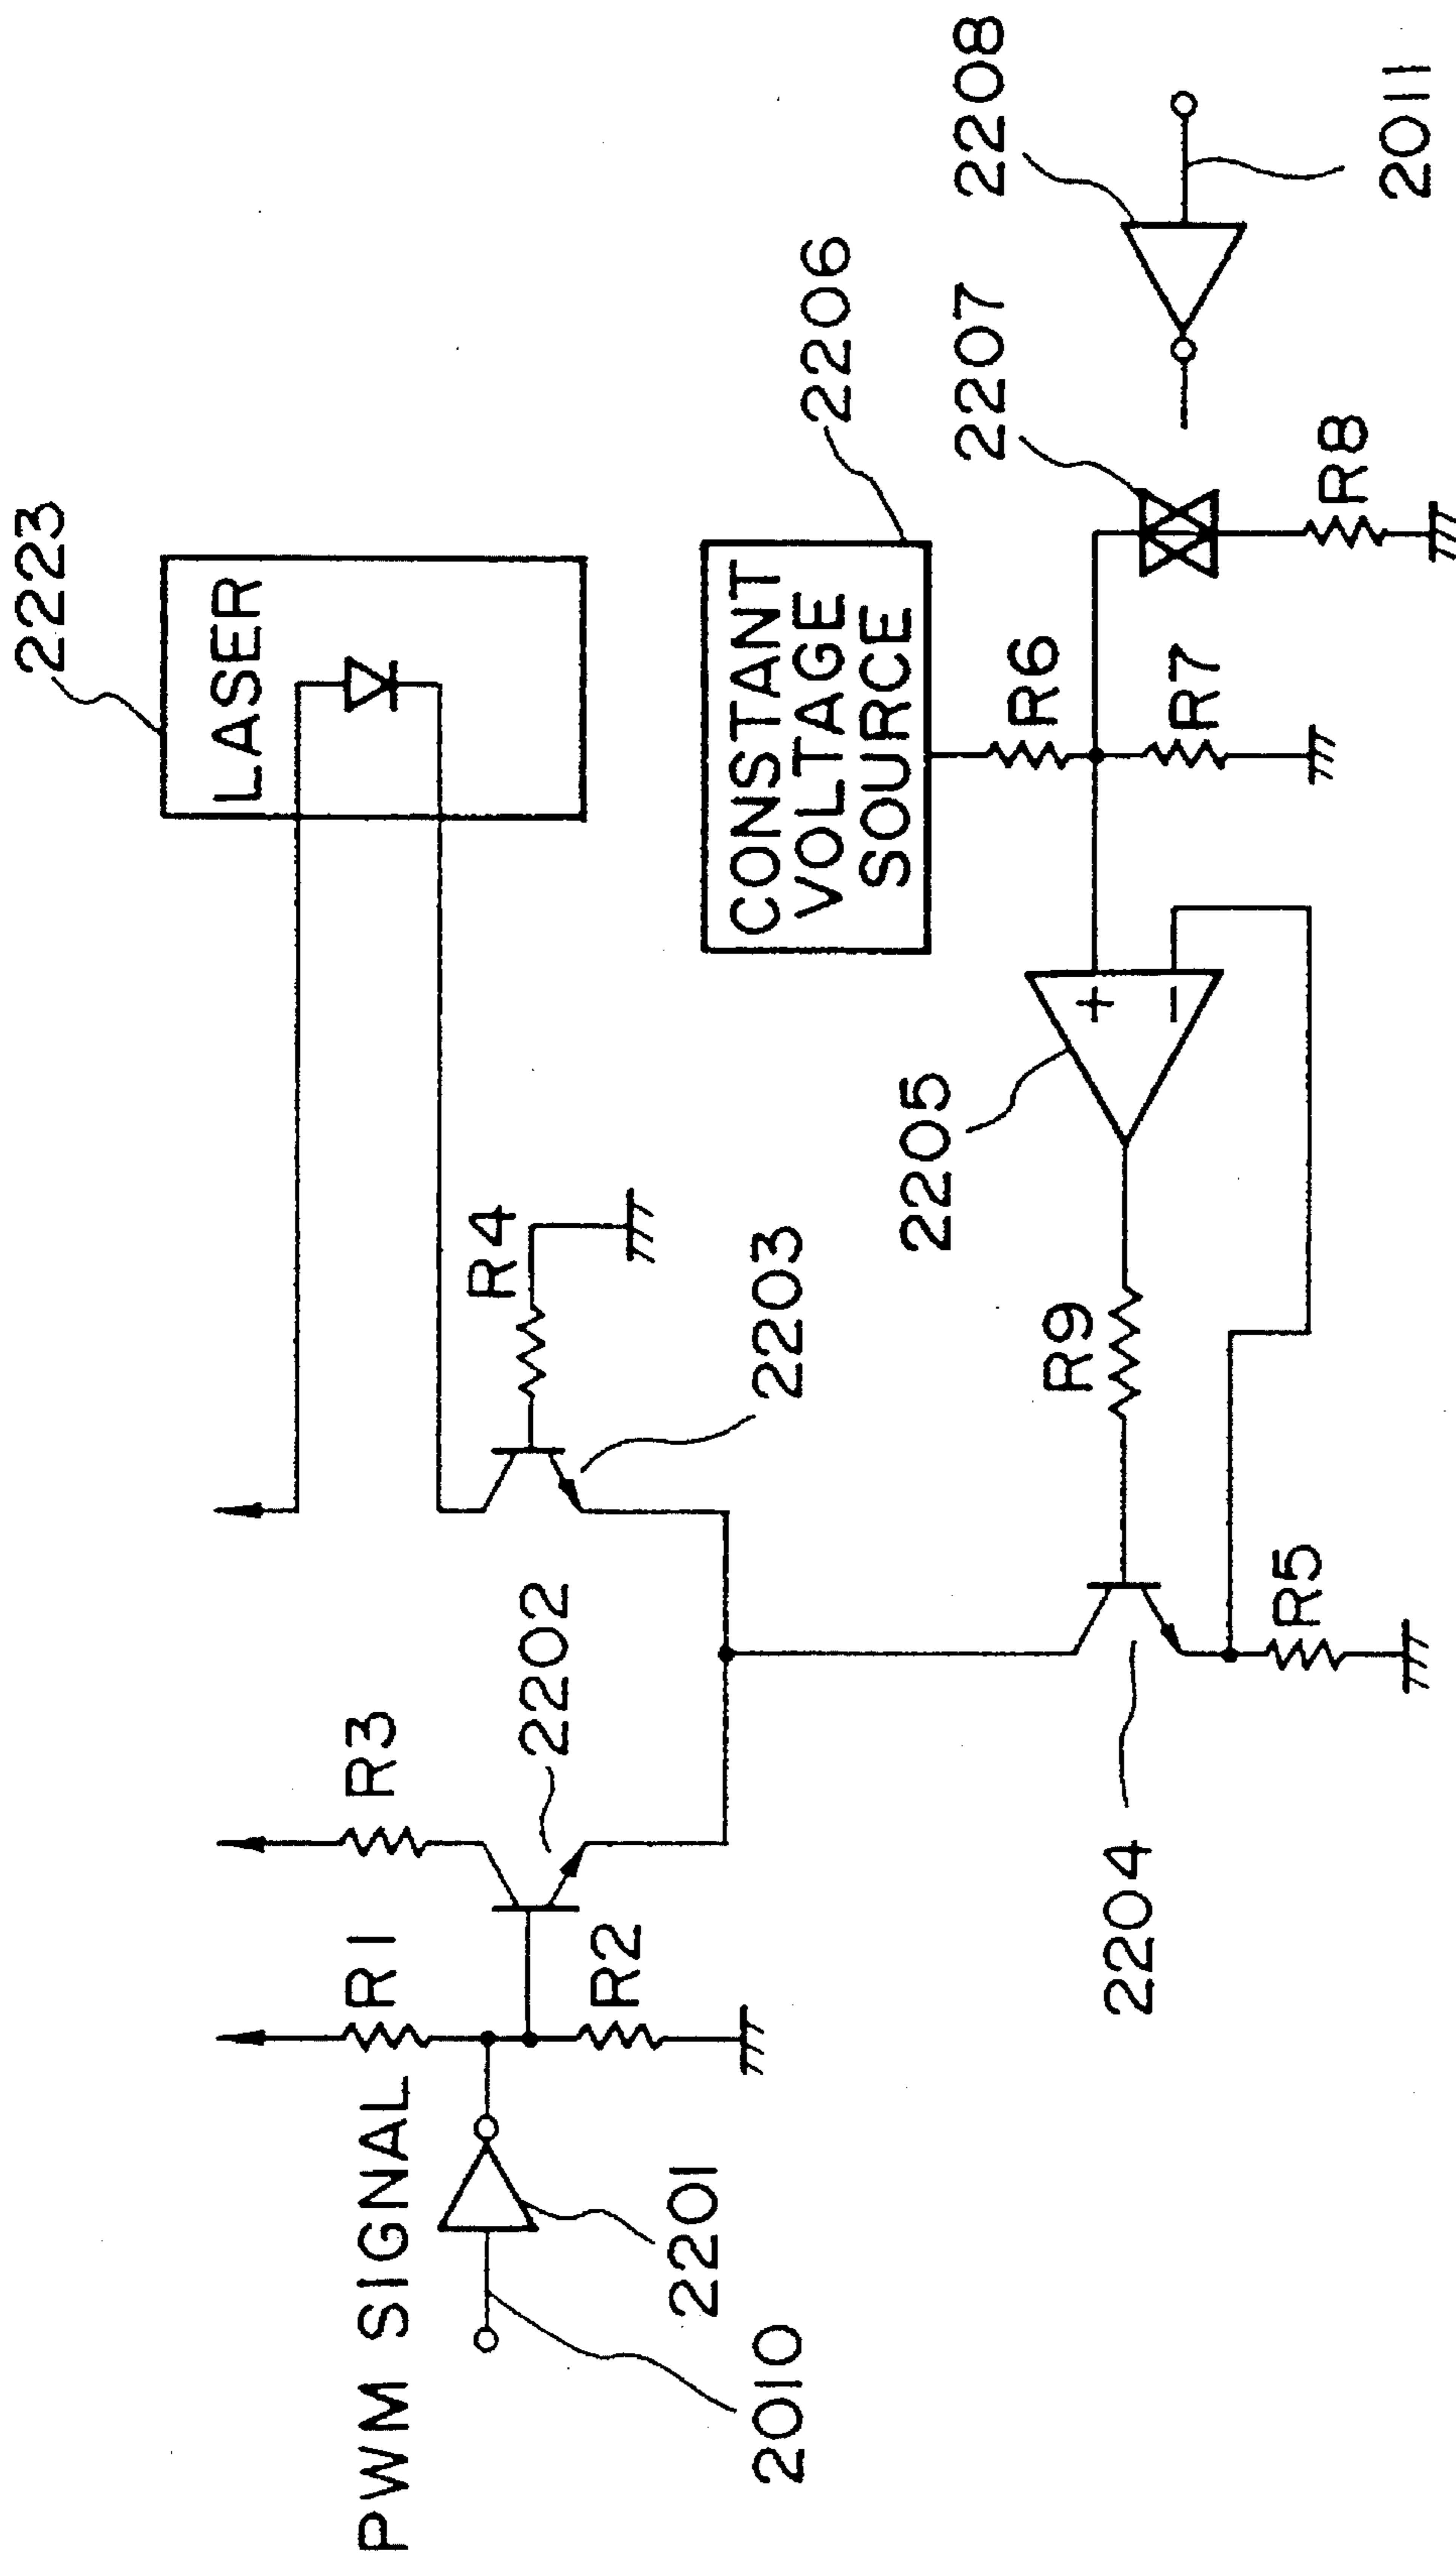 2223
LASER
R4
2203
R3
2202
R1
R2
PWM SIGNAL
2201
2010
CONSTANT
VOLTAGE
SOURCE
2206
R6
R7
2207
2208
R8
2011
2205
+
−
R9
R5
2204